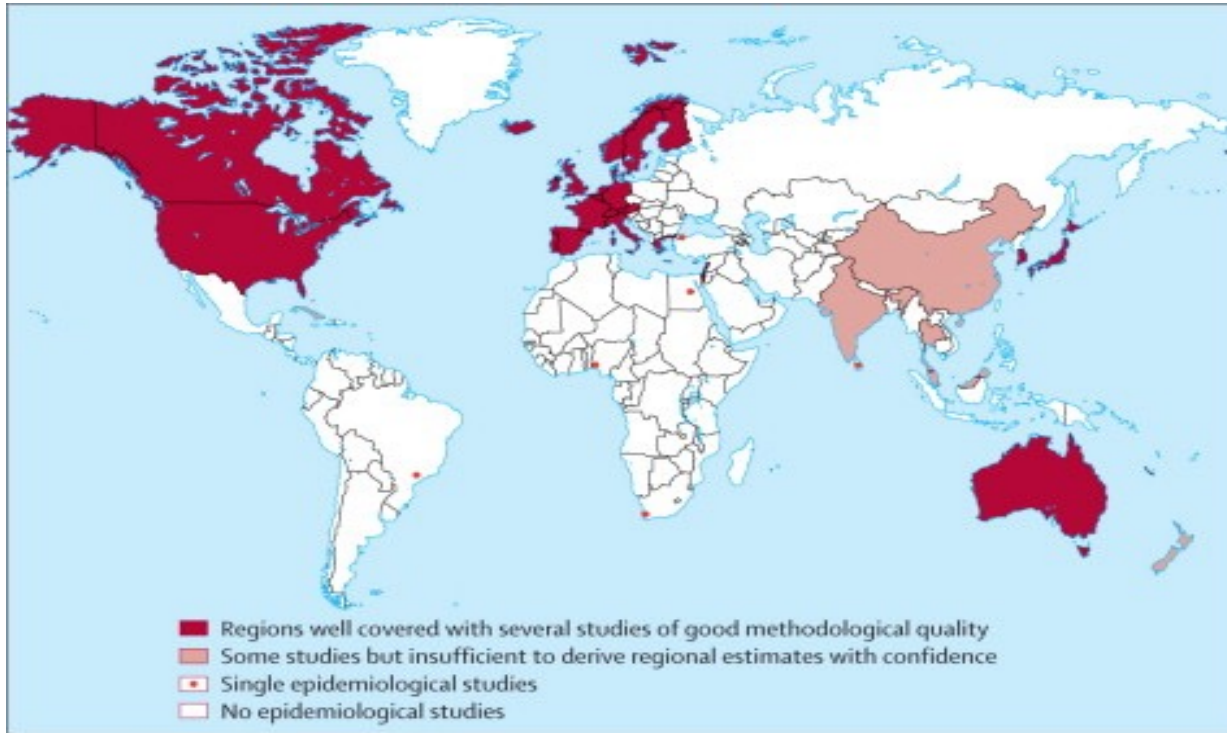 Regions well covered with several studies of good methodological quality
Some studies but insufficient to derive regional estimates with confidence
Single epidemiological studies
No epidemiological studies